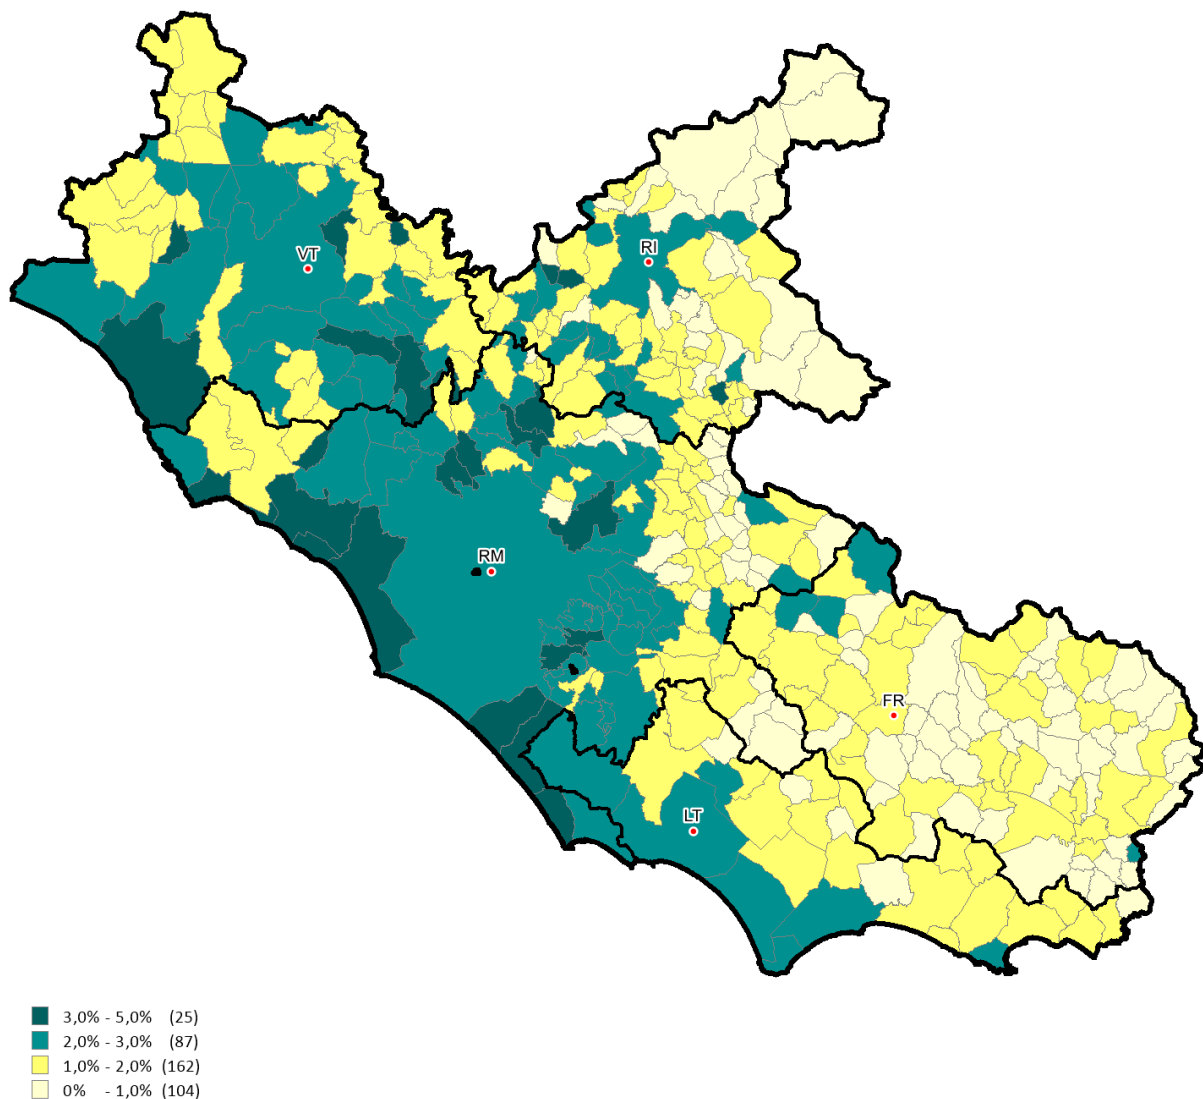 VT
RI
RM
FR
LT
3,0% - 5,0% (25)
2,0% - 3,0% (87)
1,0% - 2,0% (162)
0% - 1,0% (104)